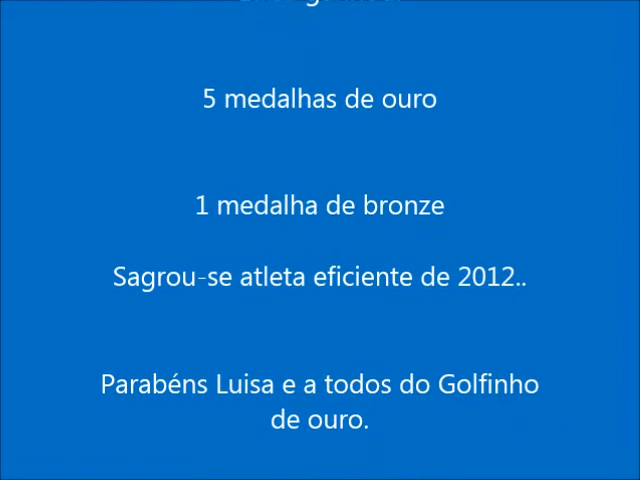 5 medalhas de ouro
1 medalha de bronze
Sagrou-se atleta eficiente de 2012..
Parabéns Luisa e a todos do Golfinho
de ouro.